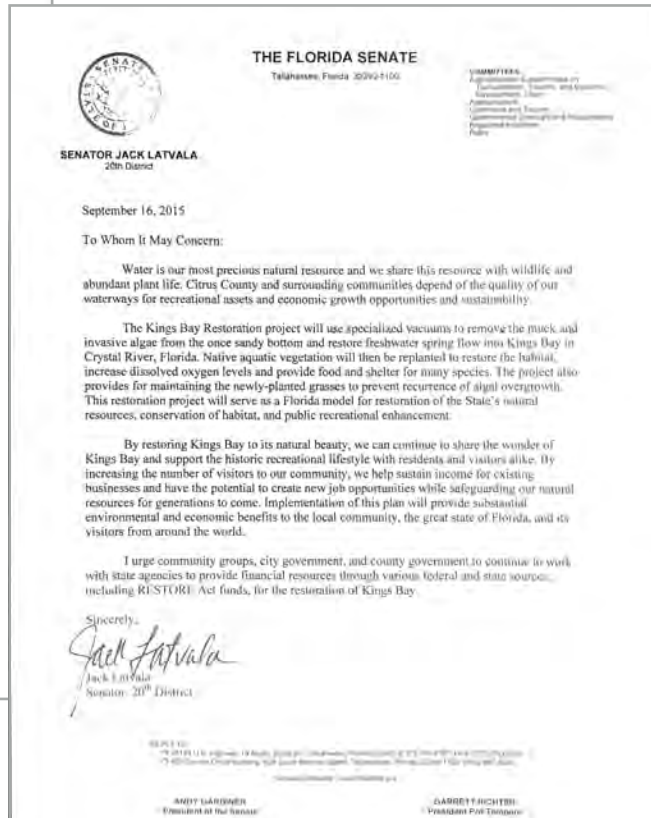 THE FLORIDA SENATE
Tallahassee, Florida 32399-1100
COMMITTEES:
SENATOR JACK LATVALA
20th District
September 16, 2015
To Whom It May Concern:
Water is our most precious natural resource and we share this resource with wildlife and
abundant plant life. Citrus County and surrounding communities depend of the quality of our
waterways for recreational assets and economic growth opportunities and sustainability.
The Kings Bay Restoration project will use specialized vacuums to remove the muck and
invasive algae from the once sandy bottom and restore freshwater spring flow into Kings Bay in
Crystal River, Florida. Native aquatic vegetation will then be replanted to restore the habitat,
increase dissolved oxygen levels and provide food and shelter for many species. The project also
provides for maintaining the newly-planted grasses to prevent recurrence of algal overgrowth.
This restoration project will serve as a Florida model for restoration of the State's natural
resources, conservation of habitat, and public recreational enhancement.
By restoring Kings Bay to its natural beauty, we can continue to share the wonder of
Kings Bay and support the historic recreational lifestyle with residents and visitors alike. By
increasing the number of visitors to our community, we help sustain income for existing
businesses and have the potential to create new job opportunities while safeguarding our natural
resources for generations to come. Implementation of this plan will provide substantial
environmental and economic benefits to the local community, the great state of Florida, and its
visitors from around the world.
I urge community groups, city government, and county government to continue to work
with state agencies to provide financial resources through various federal and state sources,
including RESTORE Act funds, for the restoration of Kings Bay.
Sincerely,
Jack Latvala
Jack Latvala
Senator, 20th District
REPLY TO:
ANDY GARDINER
President of the Senate
GARRETT RICHTER
President Pro Tempore